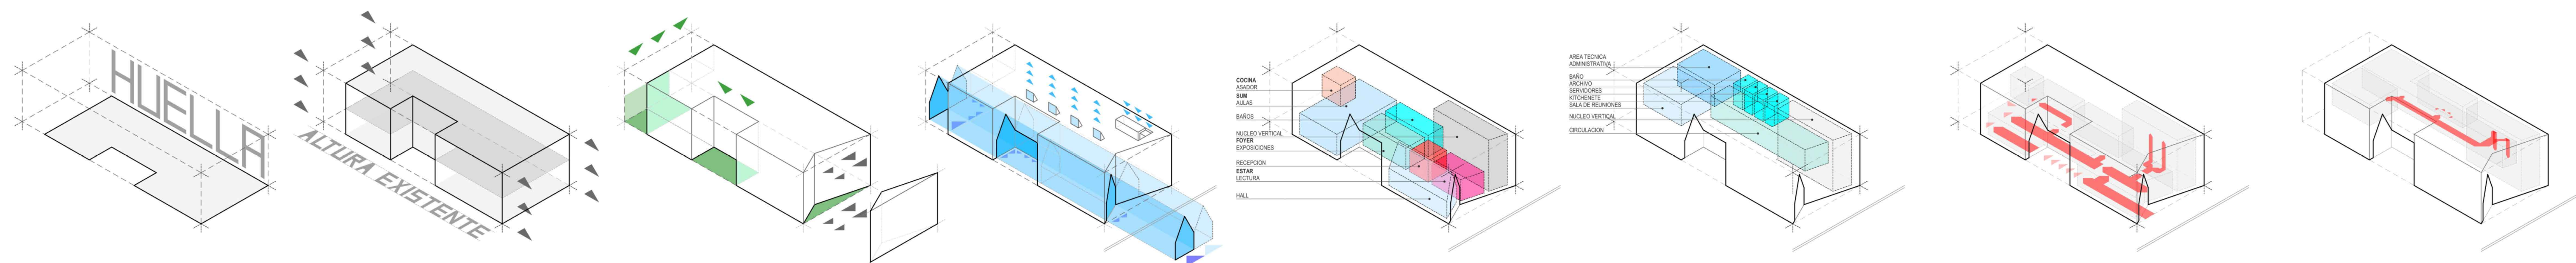 HUELLA
ALTURA EXISTENTE
COCINA
ASADOR
SUM
AULAS
BAÑOS
NUCLEO VERTICAL
FOYER
EXPOSICIONES
RECEPCION
ESTAR
LECTURA
HALL
AREA TECNICA
ADMINISTRATIVA
BAÑO
ARCHIVO
SERVIDORES
KITCHENETE
SALA DE REUNIONES
NUCLEO VERTICAL
CIRCULACION